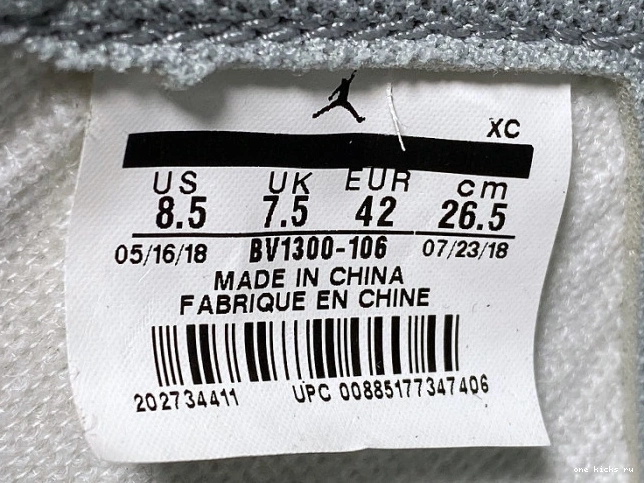 XC
US UK EUR cm
8.5 7.5 42 26.5
05/16/18 BV1300-106 07/23/18
MADE IN CHINA
FABRIQUE EN CHINE
202734411 UPC 00885177347406
one-kicks.ru